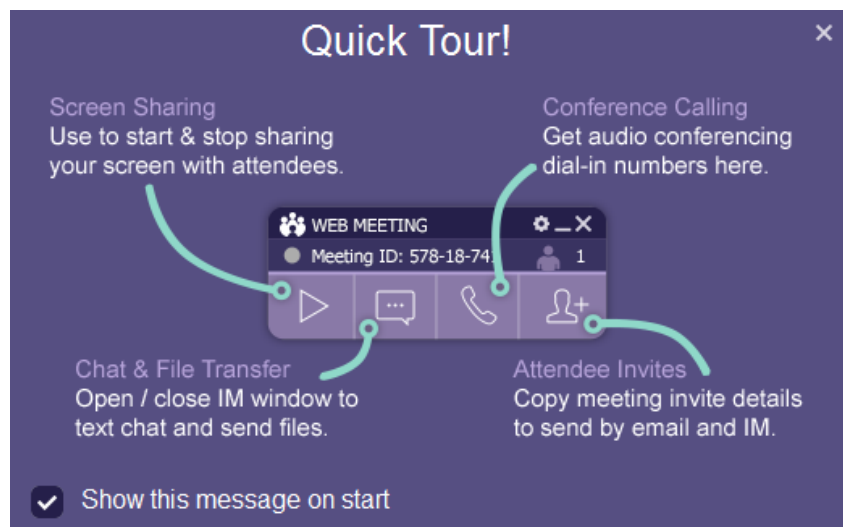 Quick Tour!
Screen Sharing
Use to start & stop sharing
your screen with attendees.
Conference Calling
Get audio conferencing
dial-in numbers here.
WEB MEETING
Meeting ID: 578-18-74
1
Chat & File Transfer
Open / close IM window to
text chat and send files.
Attendee Invites
Copy meeting invite details
to send by email and IM.
Show this message on start